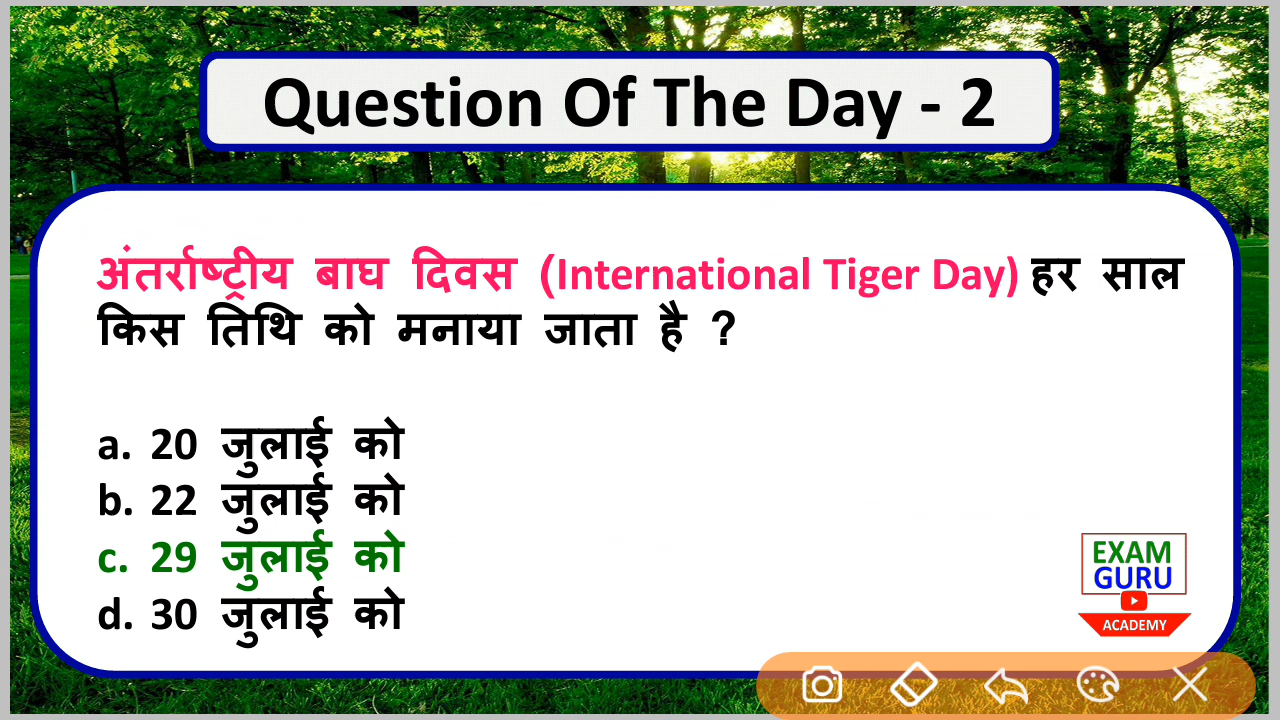 Question Of The Day - 2
अंतर्राष्ट्रीय बाघ दिवस (International Tiger Day) हर साल
किस तिथि को मनाया जाता है ?
a. 20 जुलाई को
b. 22 जुलाई को
c. 29 जुलाई को
d. 30 जुलाई को
EXAM
GURU
ACADEMY